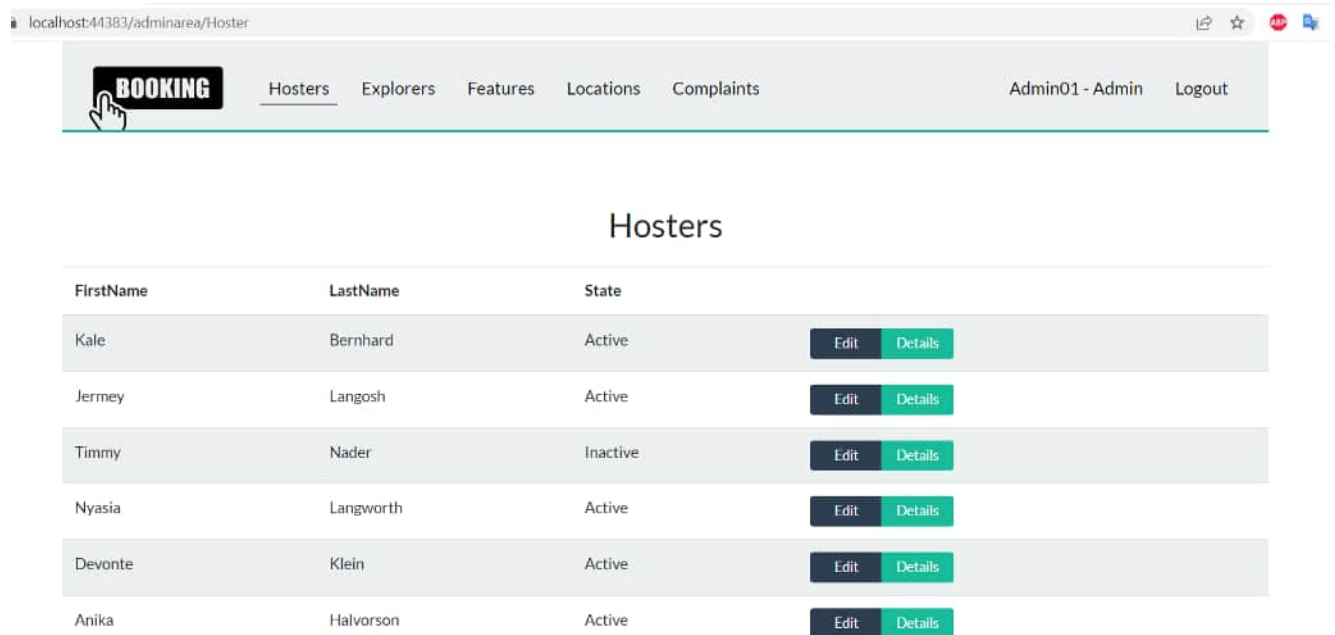 localhost:44383/adminarea/Hoster
ABP
BOOKING Hosters Explorers Features Locations Complaints Admin01 - Admin Logout
Hosters
FirstName LastName State
Kale Bernhard Active Edit Details
Jermey Langosh Active Edit Details
Timmy Nader Inactive Edit Details
Nyasia Langworth Active Edit Details
Devonte Klein Active Edit Details
Anika Halvorson Active Edit Details